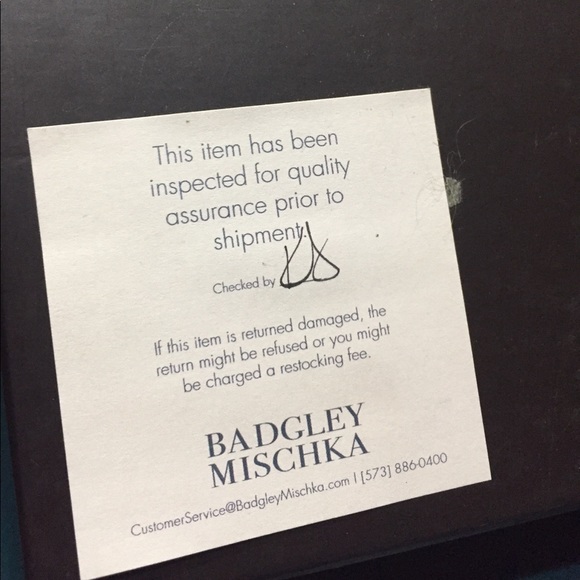 This item has been
inspected for quality
assurance prior to
shipment.
Checked by
If this item is returned damaged, the
return might be refused or you might
be charged a restocking fee.
BADGLEY
MISCHKA
CustomerService@BadgleyMischka.com | [573] 886-0400